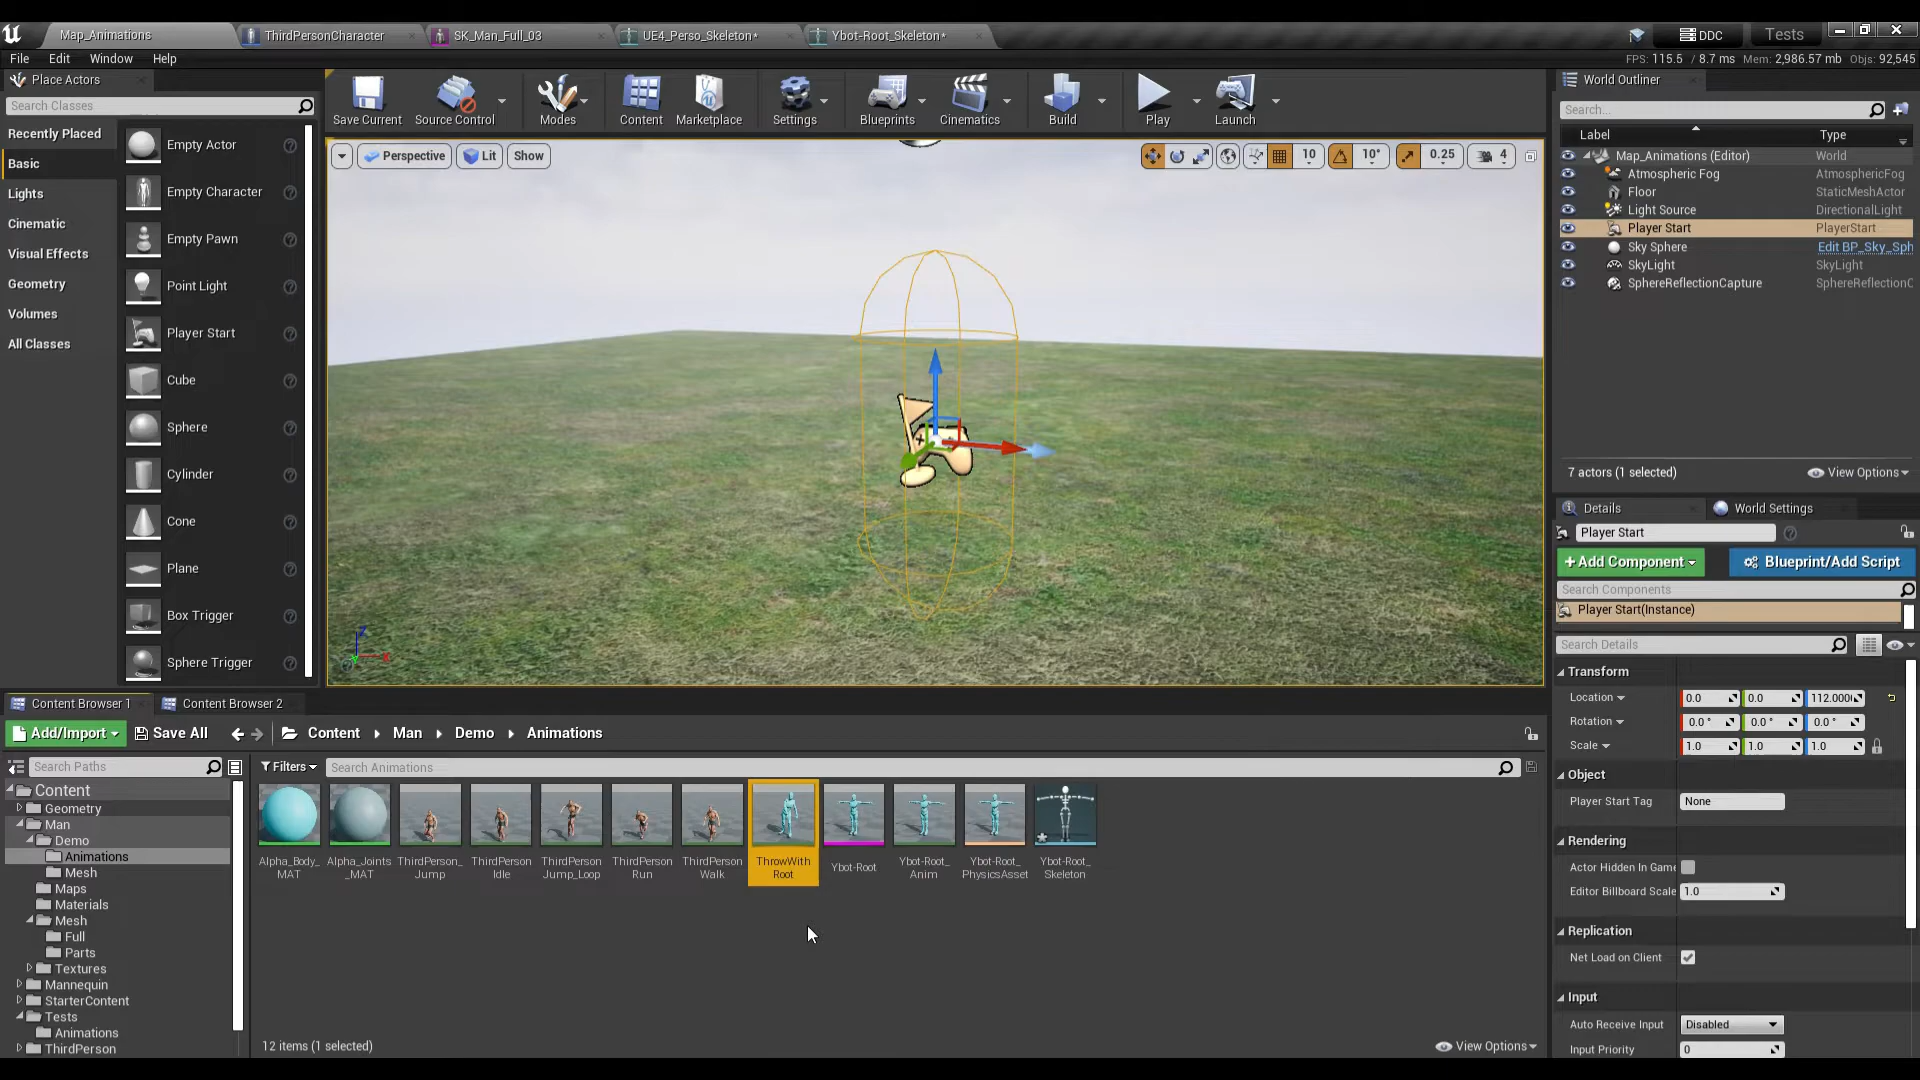 Map_Animations
ThirdPersonCharacter
SK_Man_Full_03
UE4_Perso_Skeleton*
Ybot-Root_Skeleton*
DDC
Tests
File
Edit
Window
Help
FPS: 115.5 / 8.7 ms Mem: 2,986.57 mb Objs: 92,545
Place Actors
Search Classes
Recently Placed
Basic
Lights
Cinematic
Visual Effects
Geometry
Volumes
All Classes
Empty Actor
Empty Character
Empty Pawn
Point Light
Player Start
Cube
Sphere
Cylinder
Cone
Plane
Box Trigger
Sphere Trigger
Save Current
Source Control
Modes
Content
Marketplace
Settings
Blueprints
Cinematics
Build
Play
Launch
Perspective
Lit
Show
10
10°
0.25
4
World Outliner
Search...
Label
Type
Map_Animations (Editor)
World
Atmospheric Fog
AtmosphericFog
Floor
StaticMeshActor
Light Source
DirectionalLight
Player Start
PlayerStart
Sky Sphere
Edit BP_Sky_Sph
SkyLight
SkyLight
SphereReflectionCapture
SphereReflectionC
7 actors (1 selected)
View Options
Details
World Settings
Player Start
+Add Component
Blueprint/Add Script
Search Components
Player Start(Instance)
Search Details
Transform
Location
0.0
0.0
112.000
Rotation
0.0 °
0.0 °
0.0 °
Scale
1.0
1.0
1.0
Object
Player Start Tag
None
Rendering
Actor Hidden In Game
Editor Billboard Scale
1.0
Replication
Net Load on Client
Input
Auto Receive Input
Disabled
Input Priority
0
Content Browser 1
Content Browser 2
Add/Import
Save All
Content
Man
Demo
Animations
Search Paths
Filters
Search Animations
Content
Geometry
Man
Demo
Animations
Mesh
Maps
Materials
Mesh
Full
Parts
Textures
Mannequin
StarterContent
Tests
Animations
ThirdPerson
Alpha_Body_
MAT
Alpha_Joints
_MAT
ThirdPerson_
Jump
ThirdPerson
Idle
ThirdPerson
Jump_Loop
ThirdPerson
Run
ThirdPerson
Walk
ThrowWith
Root
Ybot-Root
Ybot-Root_
Anim
Ybot-Root_
PhysicsAsset
Ybot-Root_
Skeleton
12 items (1 selected)
View Options
Z
X